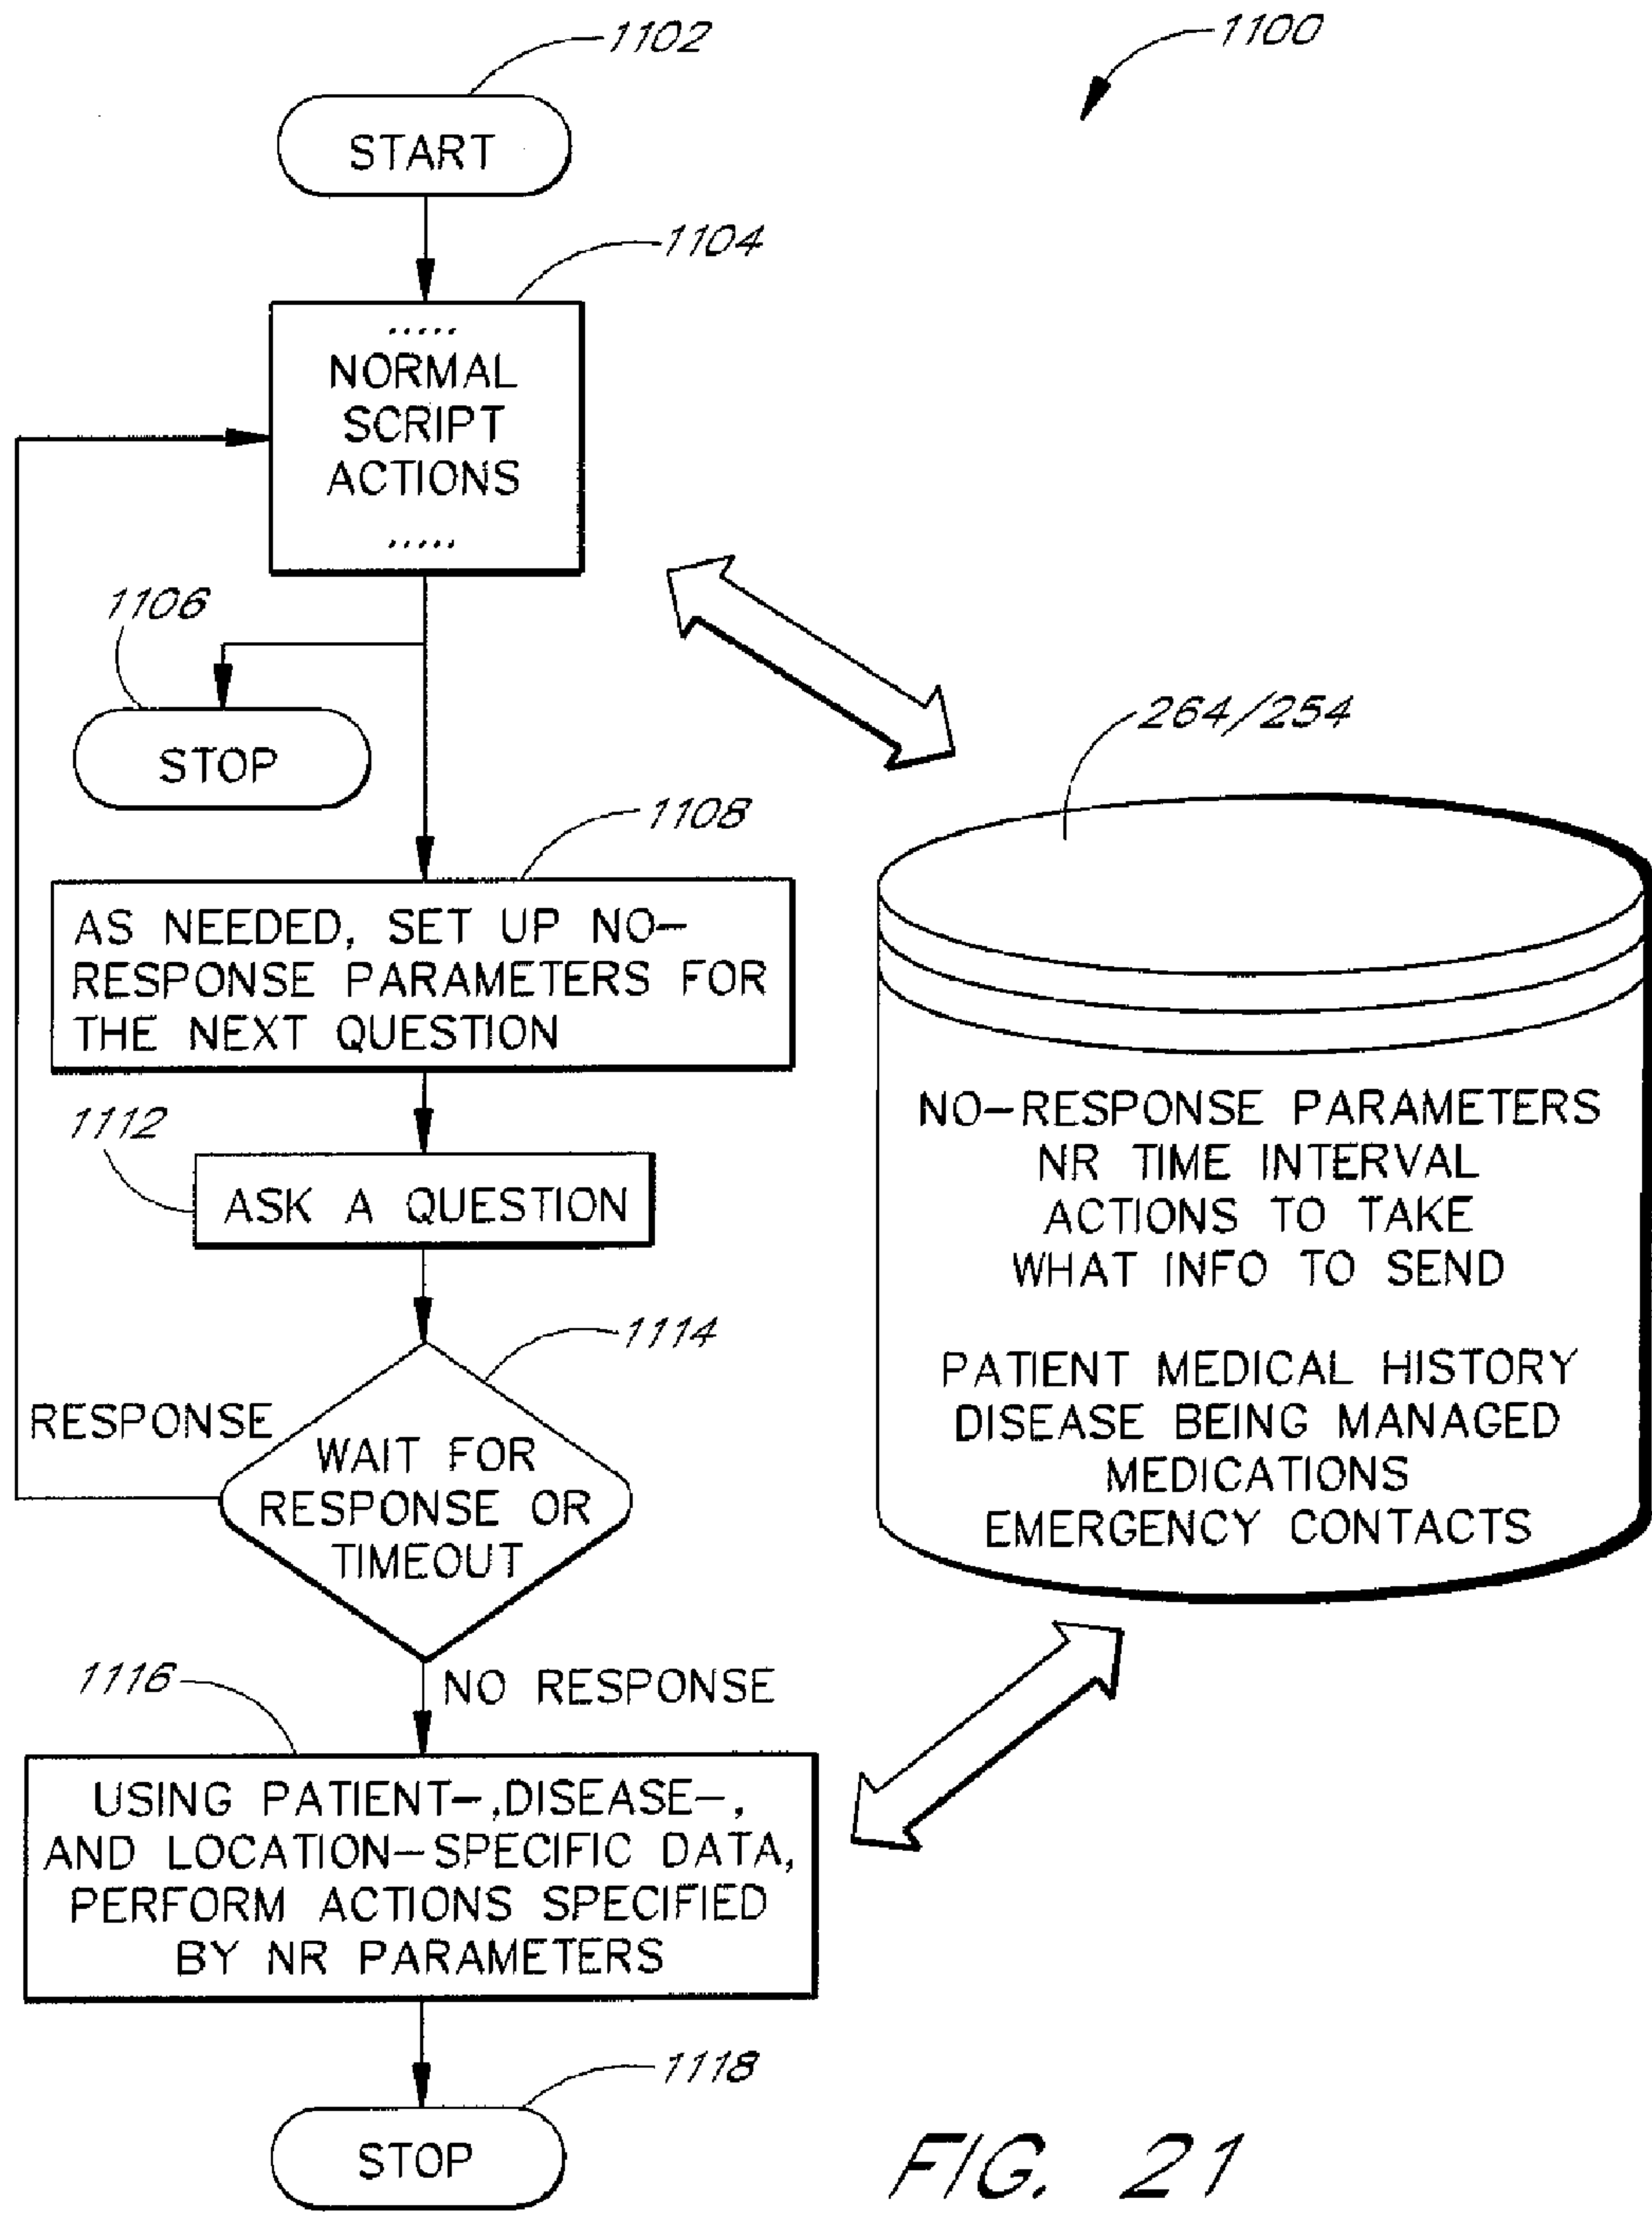 1102
1100
START
1104
.....
NORMAL
SCRIPT
ACTIONS
.....
1106
STOP
264/254
1108
AS NEEDED, SET UP NO-
RESPONSE PARAMETERS FOR
THE NEXT QUESTION
1112
ASK A QUESTION
1114
RESPONSE
WAIT FOR
RESPONSE OR
TIMEOUT
NO-RESPONSE PARAMETERS
NR TIME INTERVAL
ACTIONS TO TAKE
WHAT INFO TO SEND
PATIENT MEDICAL HISTORY
DISEASE BEING MANAGED
MEDICATIONS
EMERGENCY CONTACTS
1116
NO RESPONSE
USING PATIENT-,DISEASE-,
AND LOCATION-SPECIFIC DATA,
PERFORM ACTIONS SPECIFIED
BY NR PARAMETERS
1118
STOP
FIG. 21